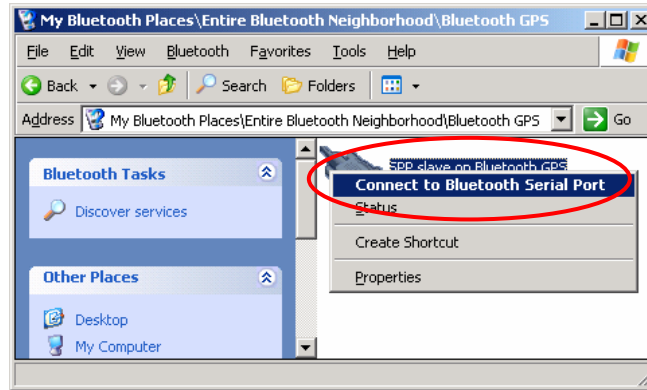 My Bluetooth Places\Entire Bluetooth Neighborhood\Bluetooth GPS
File Edit View Bluetooth Favorites Tools Help
Back Search Folders
Address My Bluetooth Places\Entire Bluetooth Neighborhood\Bluetooth GPS Go
Bluetooth Tasks
Discover services
Other Places
Desktop
My Computer
SPP slave on Bluetooth GPS
Connect to Bluetooth Serial Port
Status
Create Shortcut
Properties